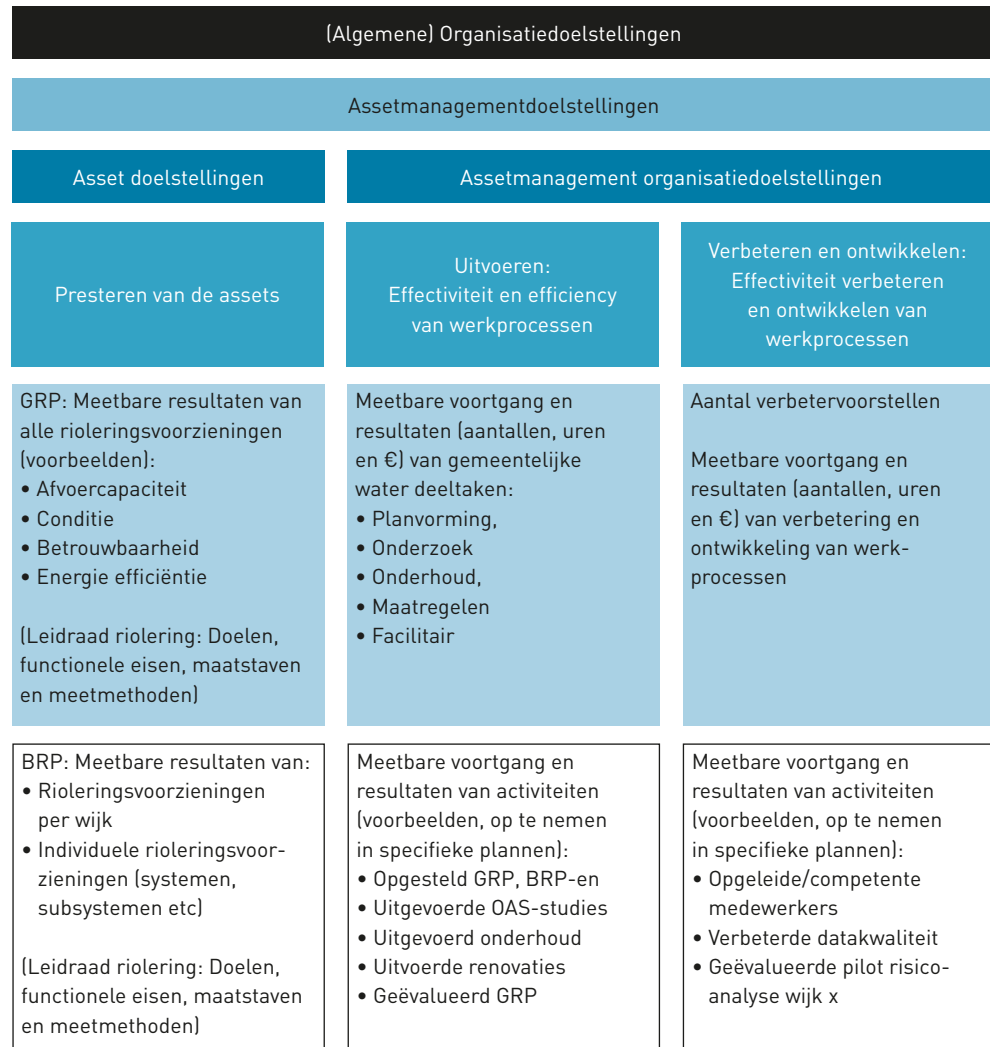 (Algemene) Organisatiedoelstellingen
Assetmanagementdoelstellingen
Asset doelstellingen
Assetmanagement organisatiedoelstellingen
Presteren van de assets
Uitvoeren:
Effectiviteit en efficiency
van werkprocessen
Verbeteren en ontwikkelen:
Effectiviteit verbeteren
en ontwikkelen van
werkprocessen
GRP: Meetbare resultaten van
alle rioleringsvoorzieningen
(voorbeelden):
• Afvoercapaciteit
• Conditie
• Betrouwbaarheid
• Energie efficiëntie
(Leidraad riolering: Doelen,
functionele eisen, maatstaven
en meetmethoden)
Meetbare voortgang en
resultaten (aantallen, uren
en €) van gemeentelijke
water deeltaken:
• Planvorming,
• Onderzoek
• Onderhoud,
• Maatregelen
• Facilitair
Aantal verbetervoorstellen
Meetbare voortgang en
resultaten (aantallen, uren
en €) van verbetering en
ontwikkeling van werk-
processen
BRP: Meetbare resultaten van:
• Rioleringsvoorzieningen
per wijk
• Individuele rioleringsvoor-
zieningen (systemen,
subsystemen etc)
(Leidraad riolering: Doelen,
functionele eisen, maatstaven
en meetmethoden)
Meetbare voortgang en
resultaten van activiteiten
(voorbeelden, op te nemen
in specifieke plannen):
• Opgesteld GRP, BRP-en
• Uitgevoerde OAS-studies
• Uitgevoerd onderhoud
• Uitvoerde renovaties
• Geëvalueerd GRP
Meetbare voortgang en
resultaten van activiteiten
(voorbeelden, op te nemen
in specifieke plannen):
• Opgeleide/competente
medewerkers
• Verbeterde datakwaliteit
• Geëvalueerde pilot risico-
analyse wijk x